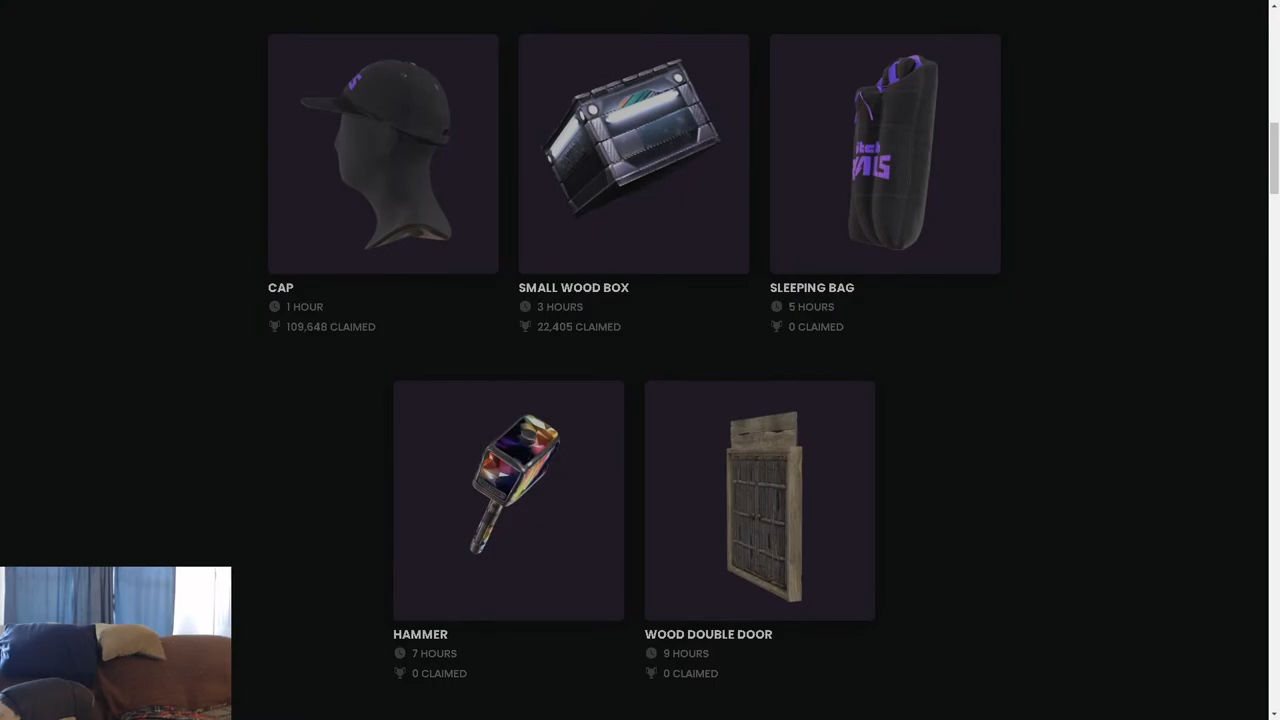 CAP
1 HOUR
109,648 CLAIMED
SMALL WOOD BOX
3 HOURS
22,405 CLAIMED
SLEEPING BAG
5 HOURS
0 CLAIMED
HAMMER
7 HOURS
0 CLAIMED
WOOD DOUBLE DOOR
9 HOURS
0 CLAIMED